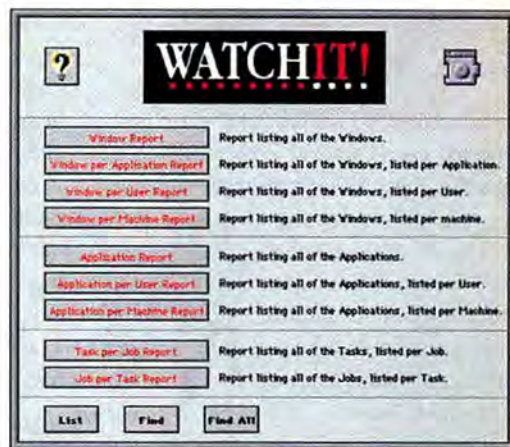 ?
WATCHIT!
Window Report Report listing all of the Windows.
Window per Application Report Report listing all of the Windows, listed per Application.
Window per User Report Report listing all of the Windows, listed per User.
Window per Machine Report Report listing all of the Windows, listed per machine.
Application Report Report listing all of the Applications.
Application per User Report Report listing all of the Applications, listed per User.
Application per Machine Report Report listing all of the Applications, listed per Machine.
Task per Job Report Report listing all of the Tasks, listed per Job.
Job per Task Report Report listing all of the Jobs, listed per Task.
List Find Find All